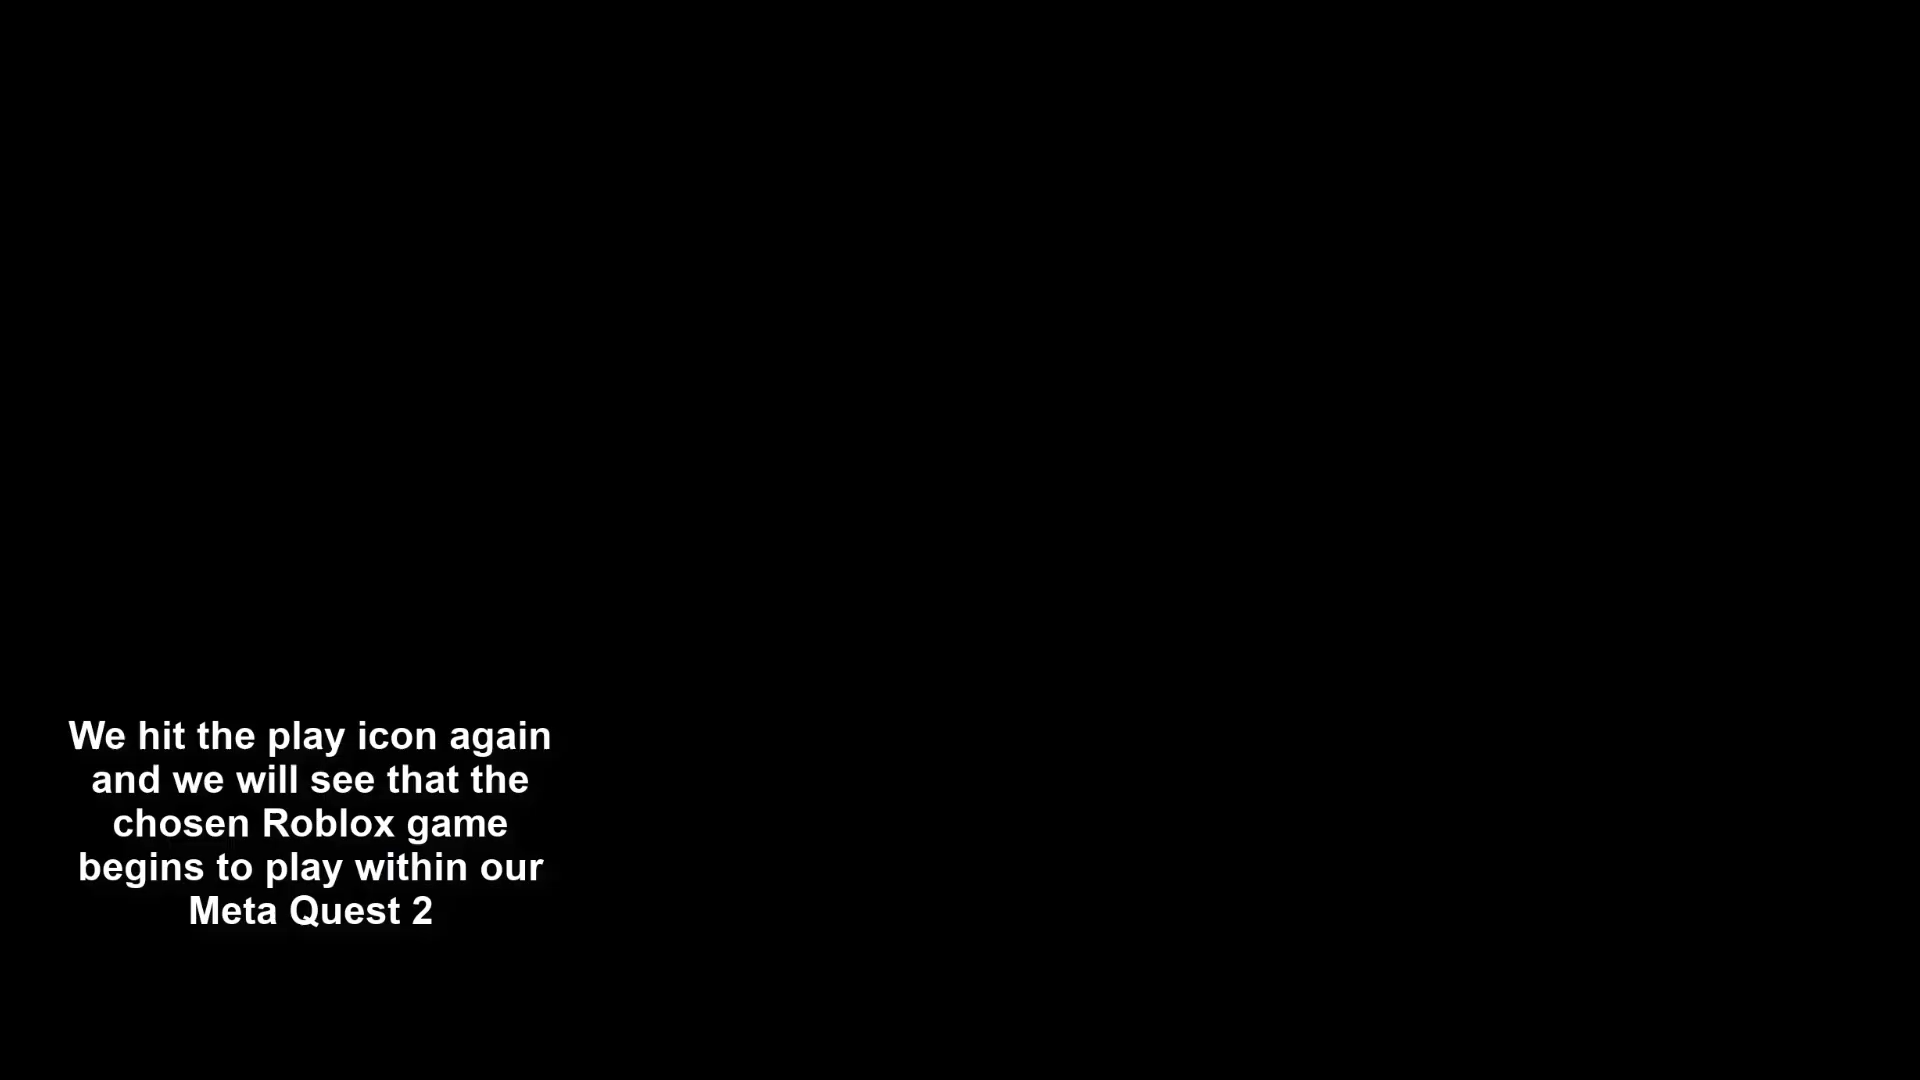 We hit the play icon again
and we will see that the
chosen Roblox game
begins to play within our
Meta Quest 2